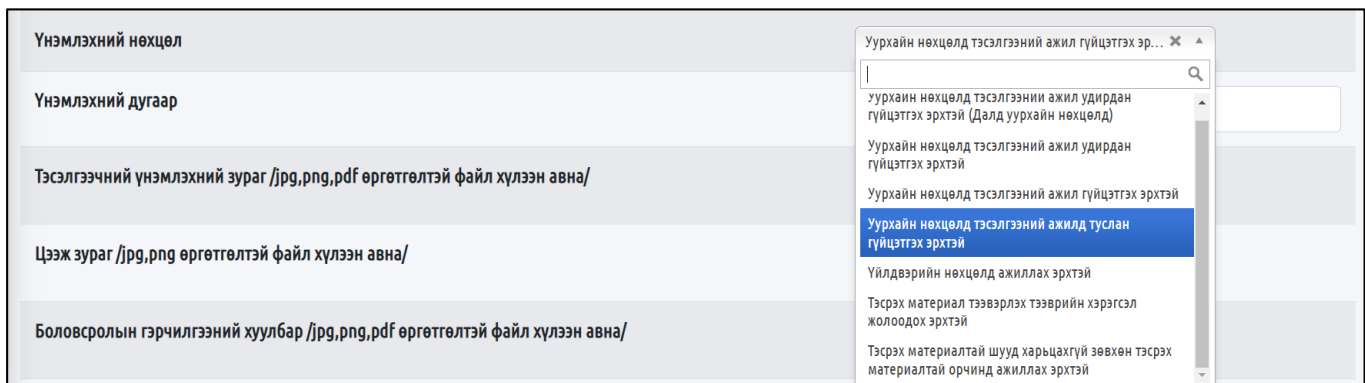 Үнэмлэхний нөхцөл
Уурхайн нөхцөлд тэсэлгээний ажил гүйцэтгэх эр...
Үнэмлэхний дугаар
Уурхайн нөхцөлд тэсэлгээний ажил удирдан
гүйцэтгэх эрхтэй (Далд уурхайн нөхцөлд)
Уурхайн нөхцөлд тэсэлгээний ажил удирдан
гүйцэтгэх эрхтэй
Тэсэлгээчний үнэмлэхний зураг /jpg,png,pdf өргөтгөлтэй файл хүлээн авна/
Уурхайн нөхцөлд тэсэлгээний ажил гүйцэтгэх эрхтэй
Уурхайн нөхцөлд тэсэлгээний ажилд туслан
гүйцэтгэх эрхтэй
Цээж зураг /jpg,png өргөтгөлтэй файл хүлээн авна/
Үйлдвэрийн нөхцөлд ажиллах эрхтэй
Тэсрэх материал тээвэрлэх тээврийн хэрэгсэл
жолоодох эрхтэй
Боловсролын гэрчилгээний хуулбар /jpg,png,pdf өргөтгөлтэй файл хүлээн авна/
Тэсрэх материалтай шууд харьцахгүй зөвхөн тэсрэх
материалтай орчинд ажиллах эрхтэй